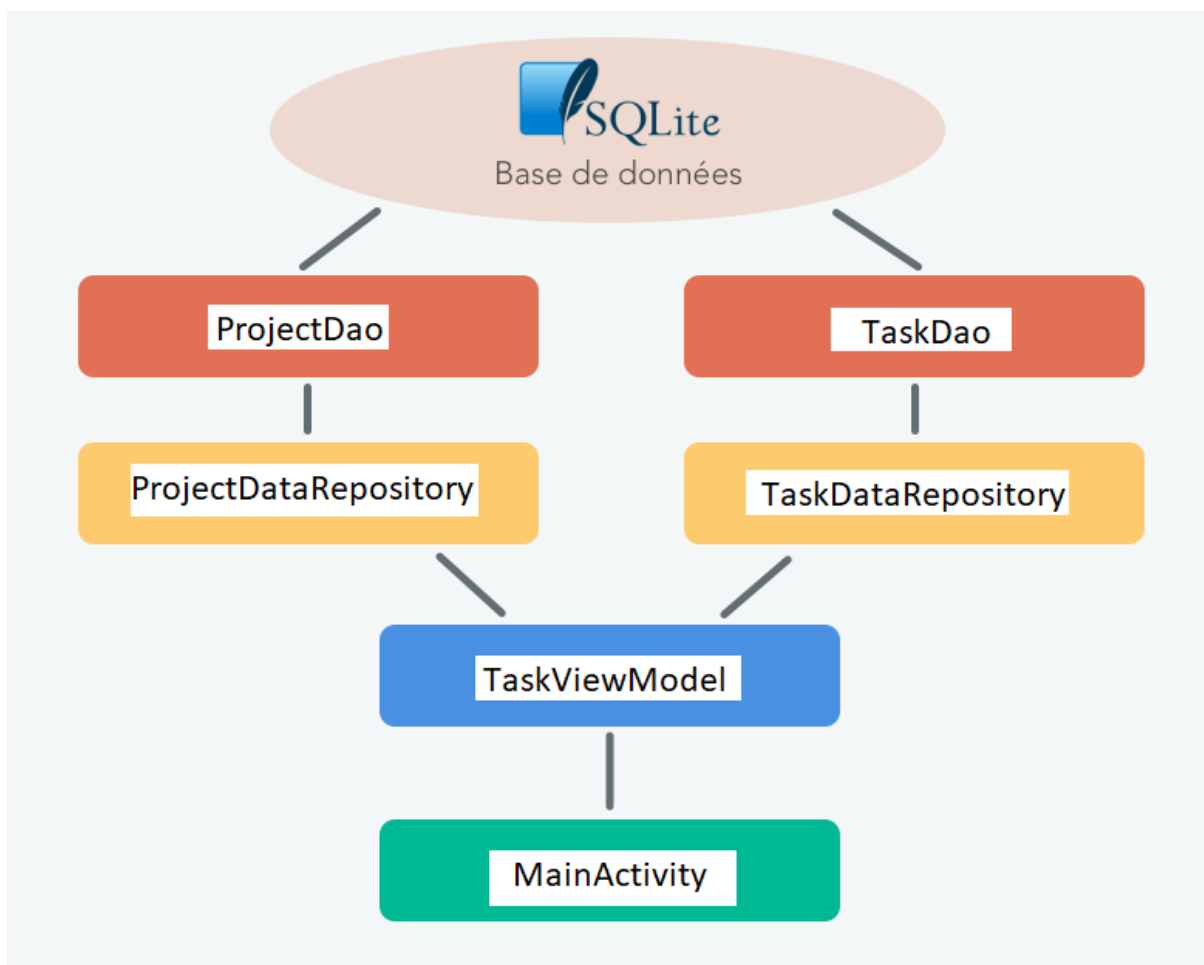 SQLite
Base de données
ProjectDao
TaskDao
ProjectDataRepository
TaskDataRepository
TaskViewModel
MainActivity